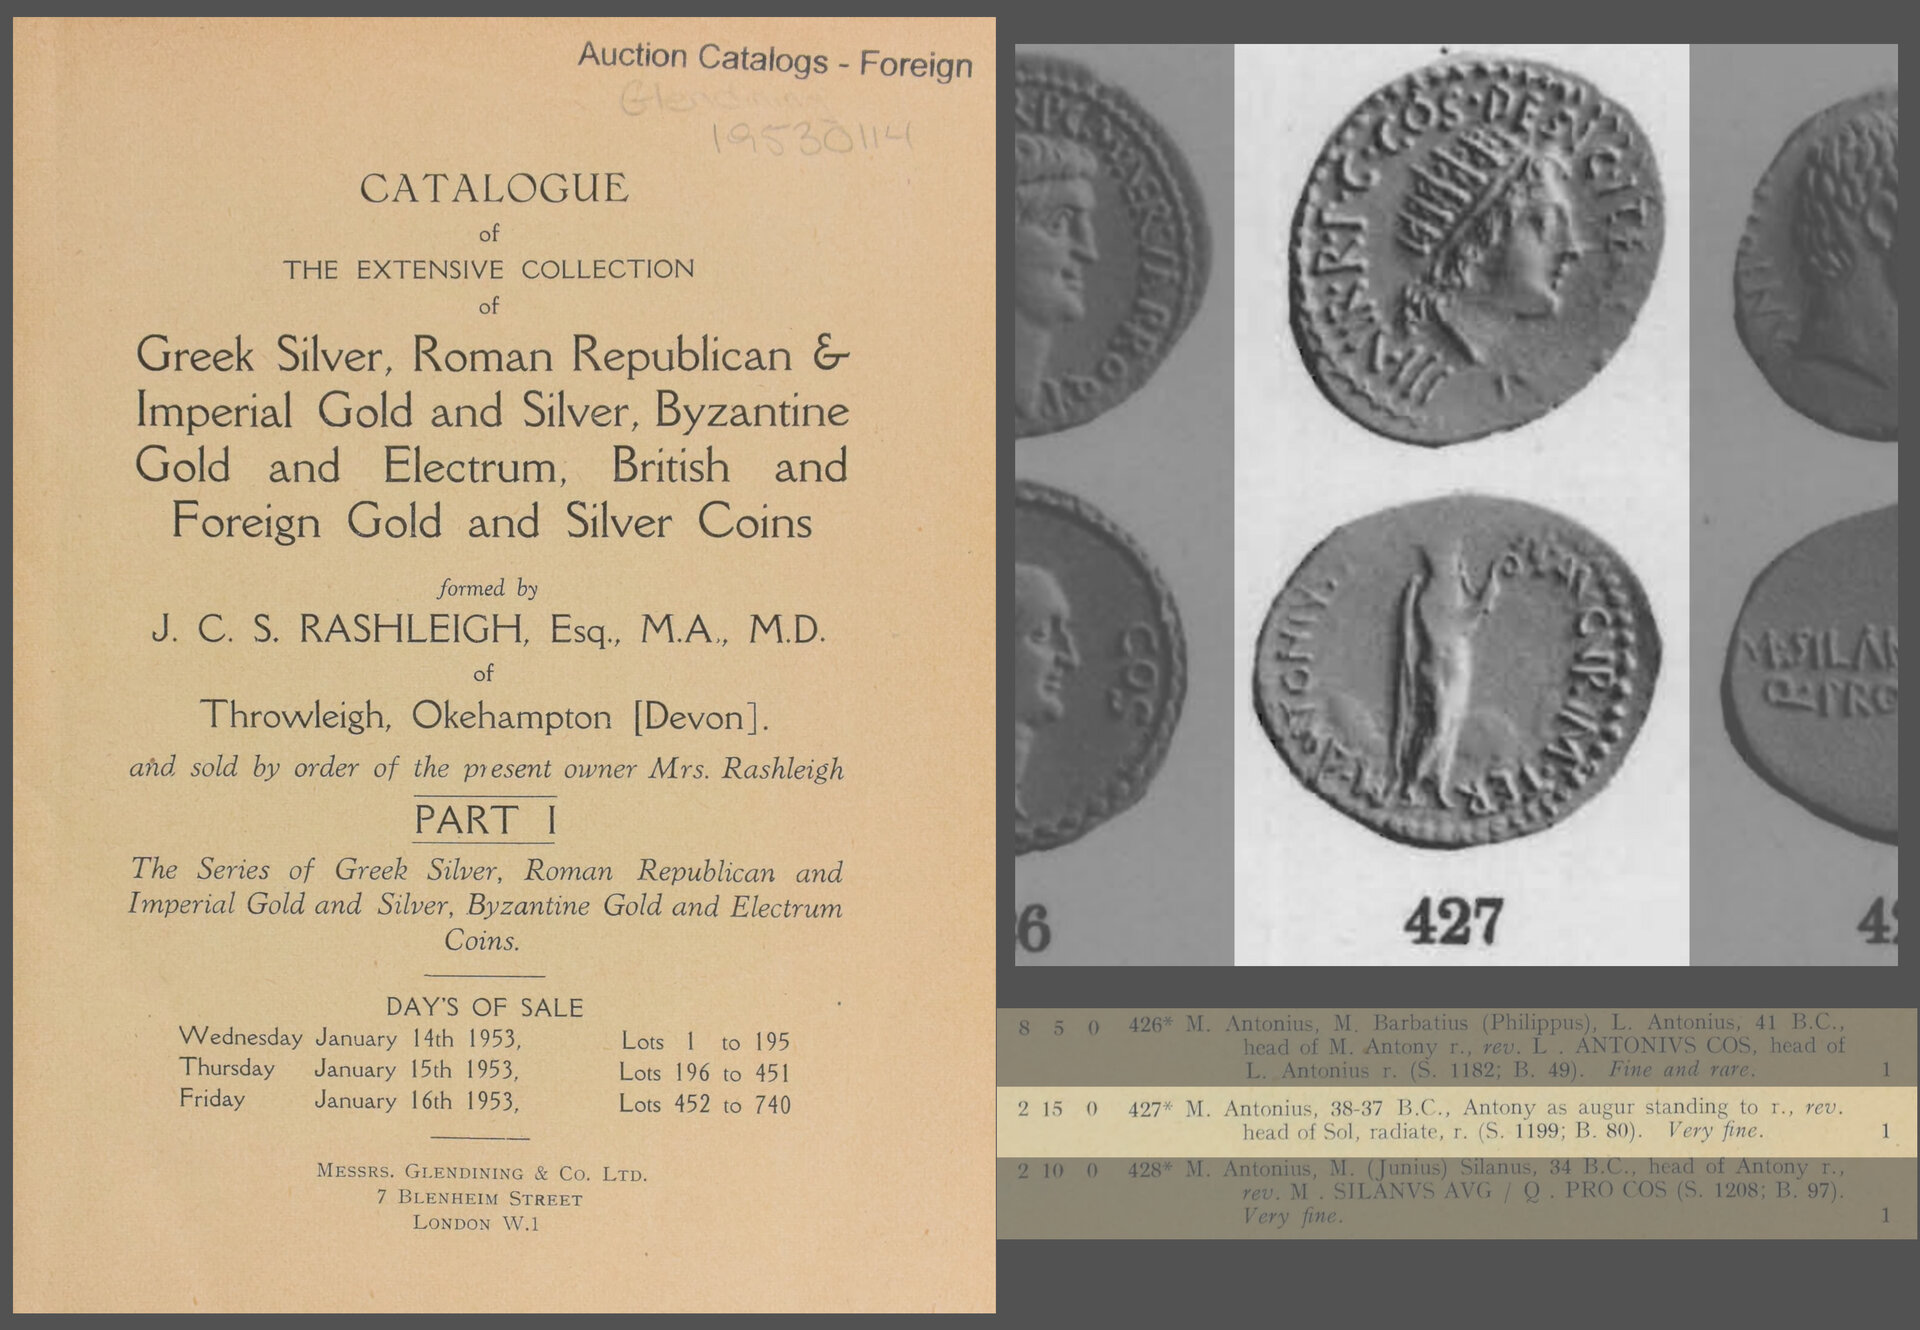 Auction Catalogs - Foreign
Glendining
19530114
CATALOGUE
of
THE EXTENSIVE COLLECTION
of
Greek Silver, Roman Republican &
Imperial Gold and Silver, Byzantine
Gold and Electrum, British and
Foreign Gold and Silver Coins
formed by
J. C. S. RASHLEIGH, Esq., M.A., M.D.
of
Throwleigh, Okehampton [Devon].
and sold by order of the present owner Mrs. Rashleigh
PART I
The Series of Greek Silver, Roman Republican and
Imperial Gold and Silver, Byzantine Gold and Electrum
Coins.
DAY'S OF SALE
Wednesday January 14th 1953, Lots 1 to 195
Thursday January 15th 1953, Lots 196 to 451
Friday January 16th 1953, Lots 452 to 740
MESSRS. GLENDINING & CO. LTD.
7 BLENHEIM STREET
LONDON W.1
III·V·R·P·C·COS·DESIG·ITE
COS
M·SILAN
6
427
42
8 5 0 426* M. Antonius, M. Barbatius (Philippus), L. Antonius, 41 B.C.,
head of M. Antony r., rev. L . ANTONIVS COS, head of
L. Antonius r. (S. 1182; B. 49). Fine and rare. 1
2 15 0 427* M. Antonius, 38-37 B.C., Antony as augur standing to r., rev.
head of Sol, radiate, r. (S. 1199; B. 80). Very fine. 1
2 10 0 428* M. Antonius, M. (Junius) Silanus, 34 B.C., head of Antony r.,
rev. M . SILANVS AVG / Q . PRO COS (S. 1208; B. 97).
Very fine. 1